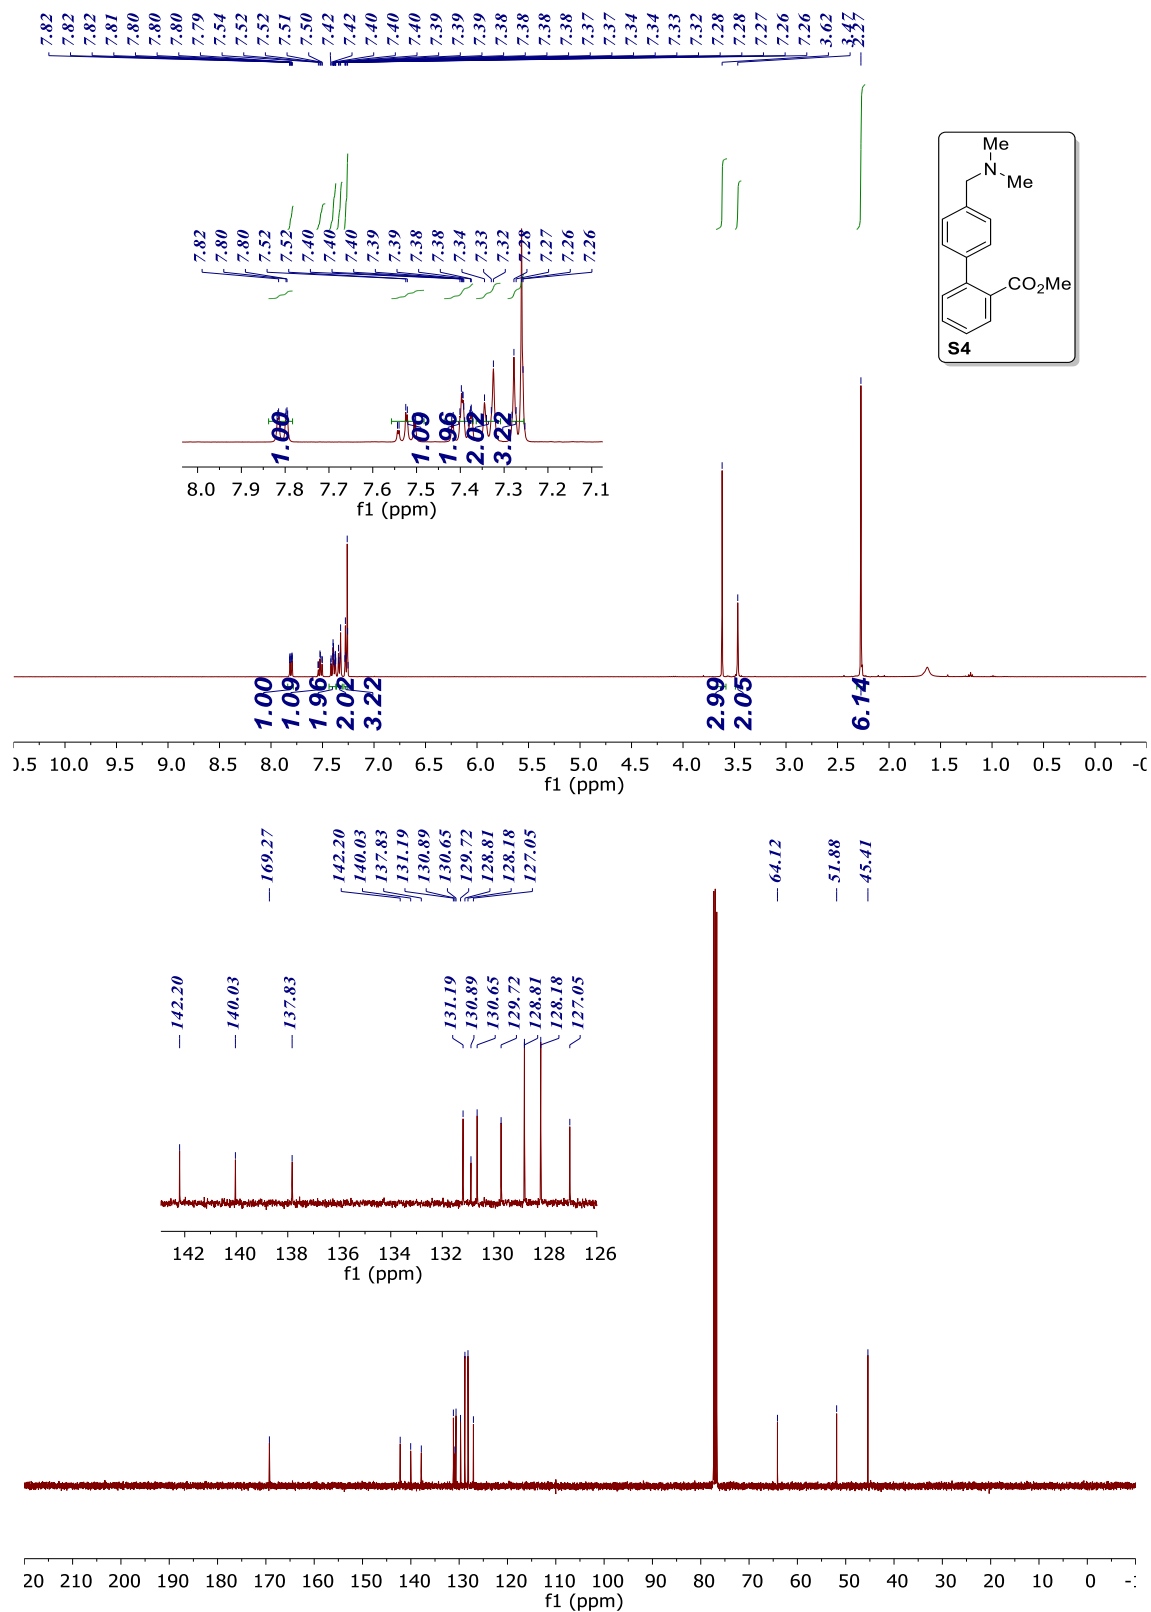 7.82 7.82 7.82 7.81 7.80 7.80 7.80 7.79 7.54 7.52 7.52 7.51 7.50 7.42 7.42 7.40 7.40 7.40 7.39 7.39 7.39 7.38 7.38 7.38 7.38 7.37 7.37 7.34 7.34 7.33 7.32 7.28 7.28 7.27 7.26 7.26 3.62 3.47 2.27
Me
N
Me
CO2Me
S4
7.82 7.80 7.80 7.52 7.52 7.40 7.40 7.40 7.39 7.39 7.38 7.38 7.34 7.33 7.32 7.28 7.27 7.26 7.26
1.00 1.09 1.96 2.02 3.22
8.0 7.9 7.8 7.7 7.6 7.5 7.4 7.3 7.2 7.1
f1 (ppm)
1.00 1.09 1.96 2.02 3.22 2.99 2.05 6.14
0.5 10.0 9.5 9.0 8.5 8.0 7.5 7.0 6.5 6.0 5.5 5.0 4.5 4.0 3.5 3.0 2.5 2.0 1.5 1.0 0.5 0.0
f1 (ppm)
169.27 142.20 140.03 137.83 131.19 130.89 130.65 129.72 128.81 128.18 127.05 64.12 51.88 45.41
142.20 140.03 137.83 131.19 130.89 130.65 129.72 128.81 128.18 127.05
142 140 138 136 134 132 130 128 126
f1 (ppm)
20 210 200 190 180 170 160 150 140 130 120 110 100 90 80 70 60 50 40 30 20 10 0
f1 (ppm)